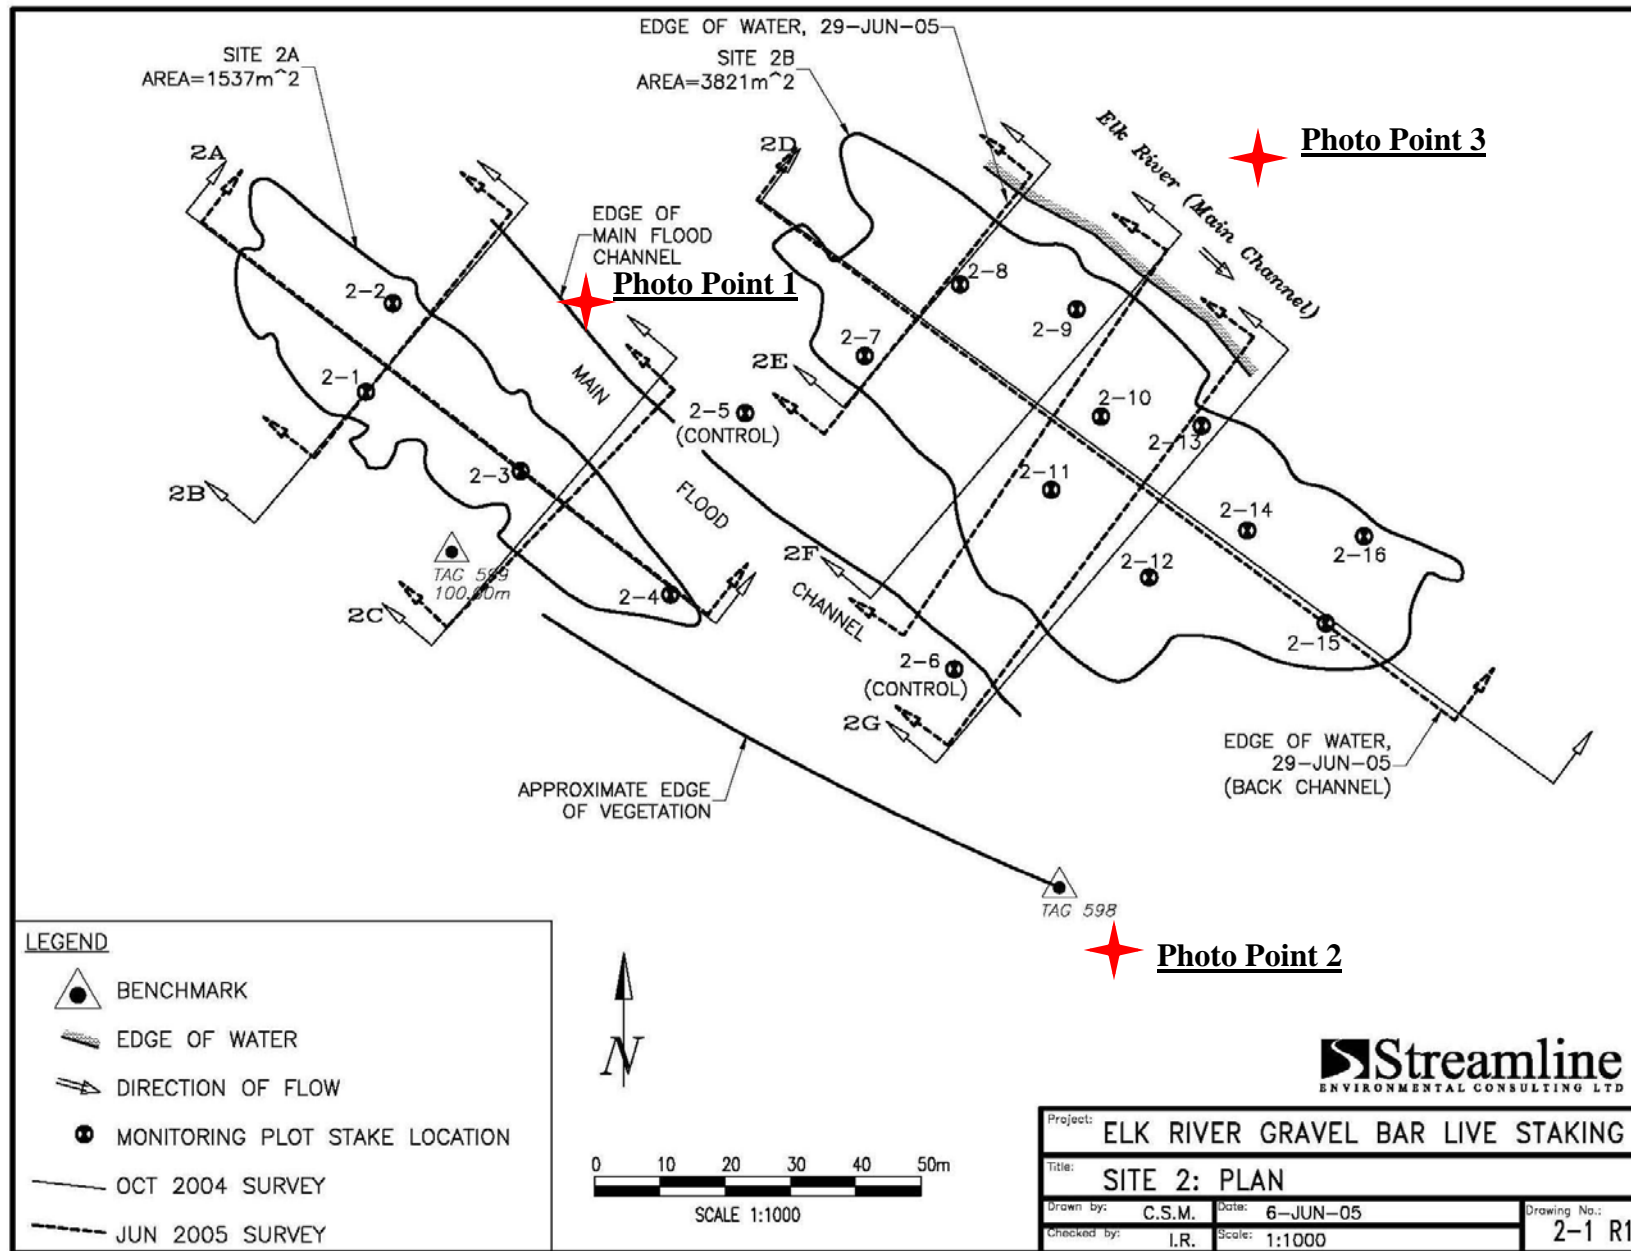 EDGE OF WATER, 29-JUN-05
SITE 2A
AREA=1537m^2
SITE 2B
AREA=3821m^2
Elk River (Main Channel)
Photo Point 3
2A
2D
EDGE OF
MAIN FLOOD
CHANNEL
Photo Point 1
2-2
2-8
2-9
2-7
2-1
2E
MAIN
2-5
(CONTROL)
2-10
2-13
2-3
2-11
2B
FLOOD
2-14
2-16
2F
2-12
TAG 599
100.00m
2-4
2C
CHANNEL
2-15
2-6
(CONTROL)
2G
EDGE OF WATER,
29-JUN-05
(BACK CHANNEL)
APPROXIMATE EDGE
OF VEGETATION
TAG 598
Photo Point 2
LEGEND
BENCHMARK
EDGE OF WATER
DIRECTION OF FLOW
MONITORING PLOT STAKE LOCATION
OCT 2004 SURVEY
JUN 2005 SURVEY
N
0 10 20 30 40 50m
SCALE 1:1000
Streamline
ENVIRONMENTAL CONSULTING LTD
Project: ELK RIVER GRAVEL BAR LIVE STAKING
Title: SITE 2: PLAN
Drawn by: C.S.M. Date: 6-JUN-05
Checked by: I.R. Scale: 1:1000
Drawing No.: 2-1 R1